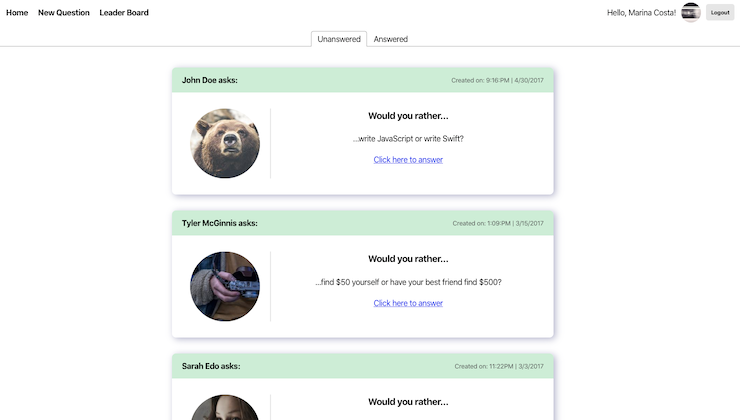 Home New Question Leader Board Hello, Marina Costa! Logout
Unanswered Answered
John Doe asks: Created on: 9:16 PM | 4/30/2017
Would you rather...
...write JavaScript or write Swift?
Click here to answer
Tyler McGinnis asks: Created on: 1:09 PM | 3/15/2017
Would you rather...
...find $50 yourself or have your best friend find $500?
Click here to answer
Sarah Edo asks: Created on: 11:22PM | 3/3/2017
Would you rather...